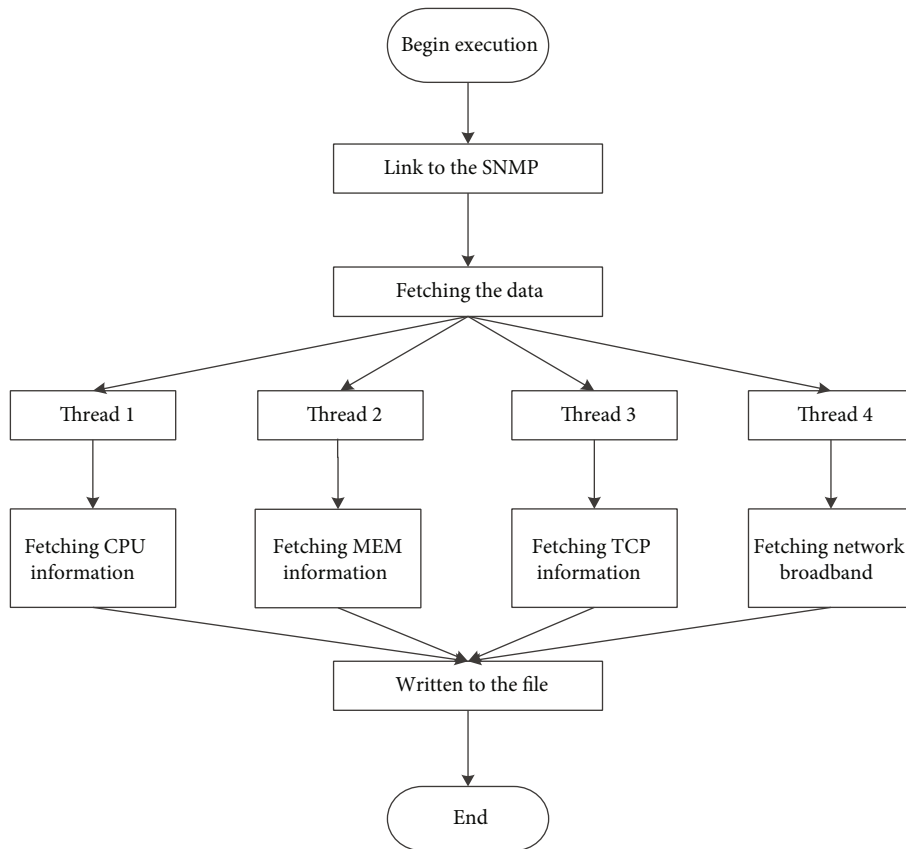 Begin execution
Link to the SNMP
Fetching the data
Thread 1
Thread 2
Thread 3
Thread 4
Fetching CPU
information
Fetching MEM
information
Fetching TCP
information
Fetching network
broadband
Written to the file
End